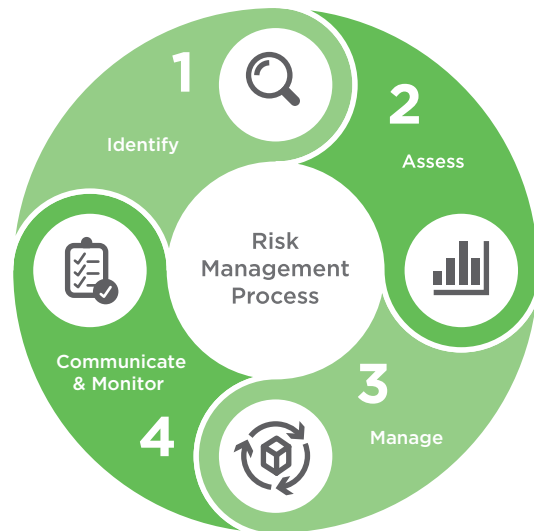 1
Identify
2
Assess
Risk
Management
Process
3
Manage
Communicate
& Monitor
4